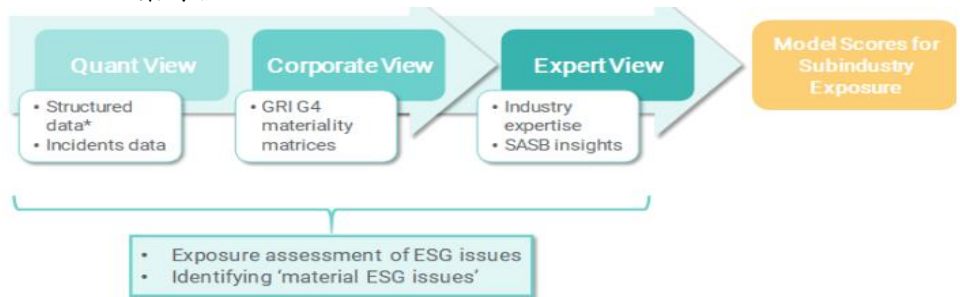 Quant View
Corporate View
Expert View
Model Scores for
Subindustry
Exposure
• Structured
data*
• Incidents data
• GRI G4
materiality
matrices
• Industry
expertise
• SASB insights
• Exposure assessment of ESG issues
• Identifying ‘material ESG issues’